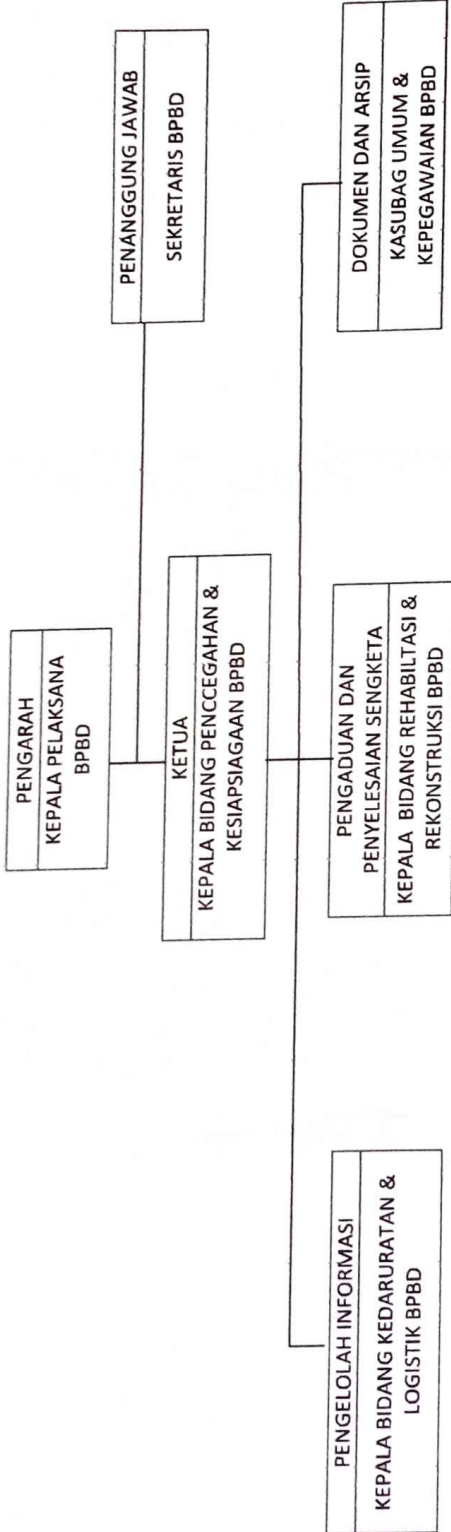 PENGARAH
KEPALA PELAKSANA
BPBD
PENANGGUNG JAWAB
SEKRETARIS BPBD
KETUA
KEPALA BIDANG PENCCEGAHAN &
KESIAPSIAGAAN BPBD
PENGELOLAH INFORMASI
KEPALA BIDANG KEDARURATAN &
LOGISTIK BPBD
PENGADUAN DAN
PENYELESAIAN SENGKETA
KEPALA BIDANG REHABILTASI &
REKONSTRUKSI BPBD
DOKUMEN DAN ARSIP
KASUBAG UMUM &
KEPEGAWAIAN BPBD